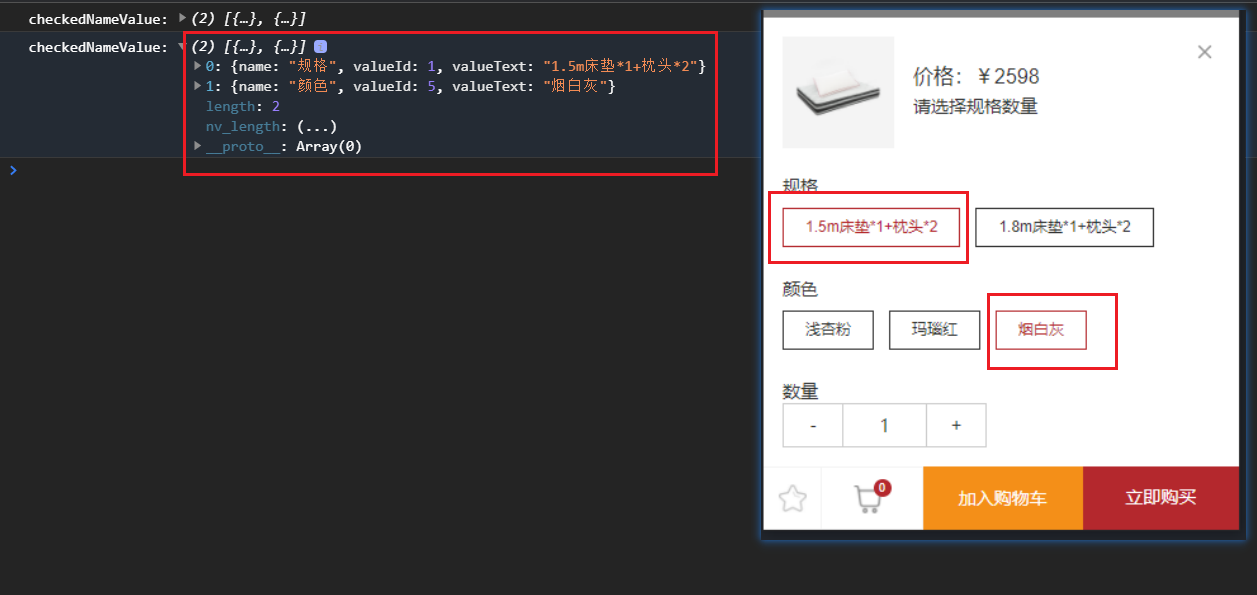 checkedNameValue: ▶(2) [{…}, {…}]
checkedNameValue: ▼(2) [{…}, {…}] i
▶0: {name: "规格", valueId: 1, valueText: "1.5m床垫*1+枕头*2"}
▶1: {name: "颜色", valueId: 5, valueText: "烟白灰"}
length: 2
nv_length: (...)
▶__proto__: Array(0)
>
×
价格：￥2598
请选择规格数量
规格
1.5m床垫*1+枕头*2 1.8m床垫*1+枕头*2
颜色
浅杏粉 玛瑙红 烟白灰
数量
- 1 +
0 加入购物车 立即购买